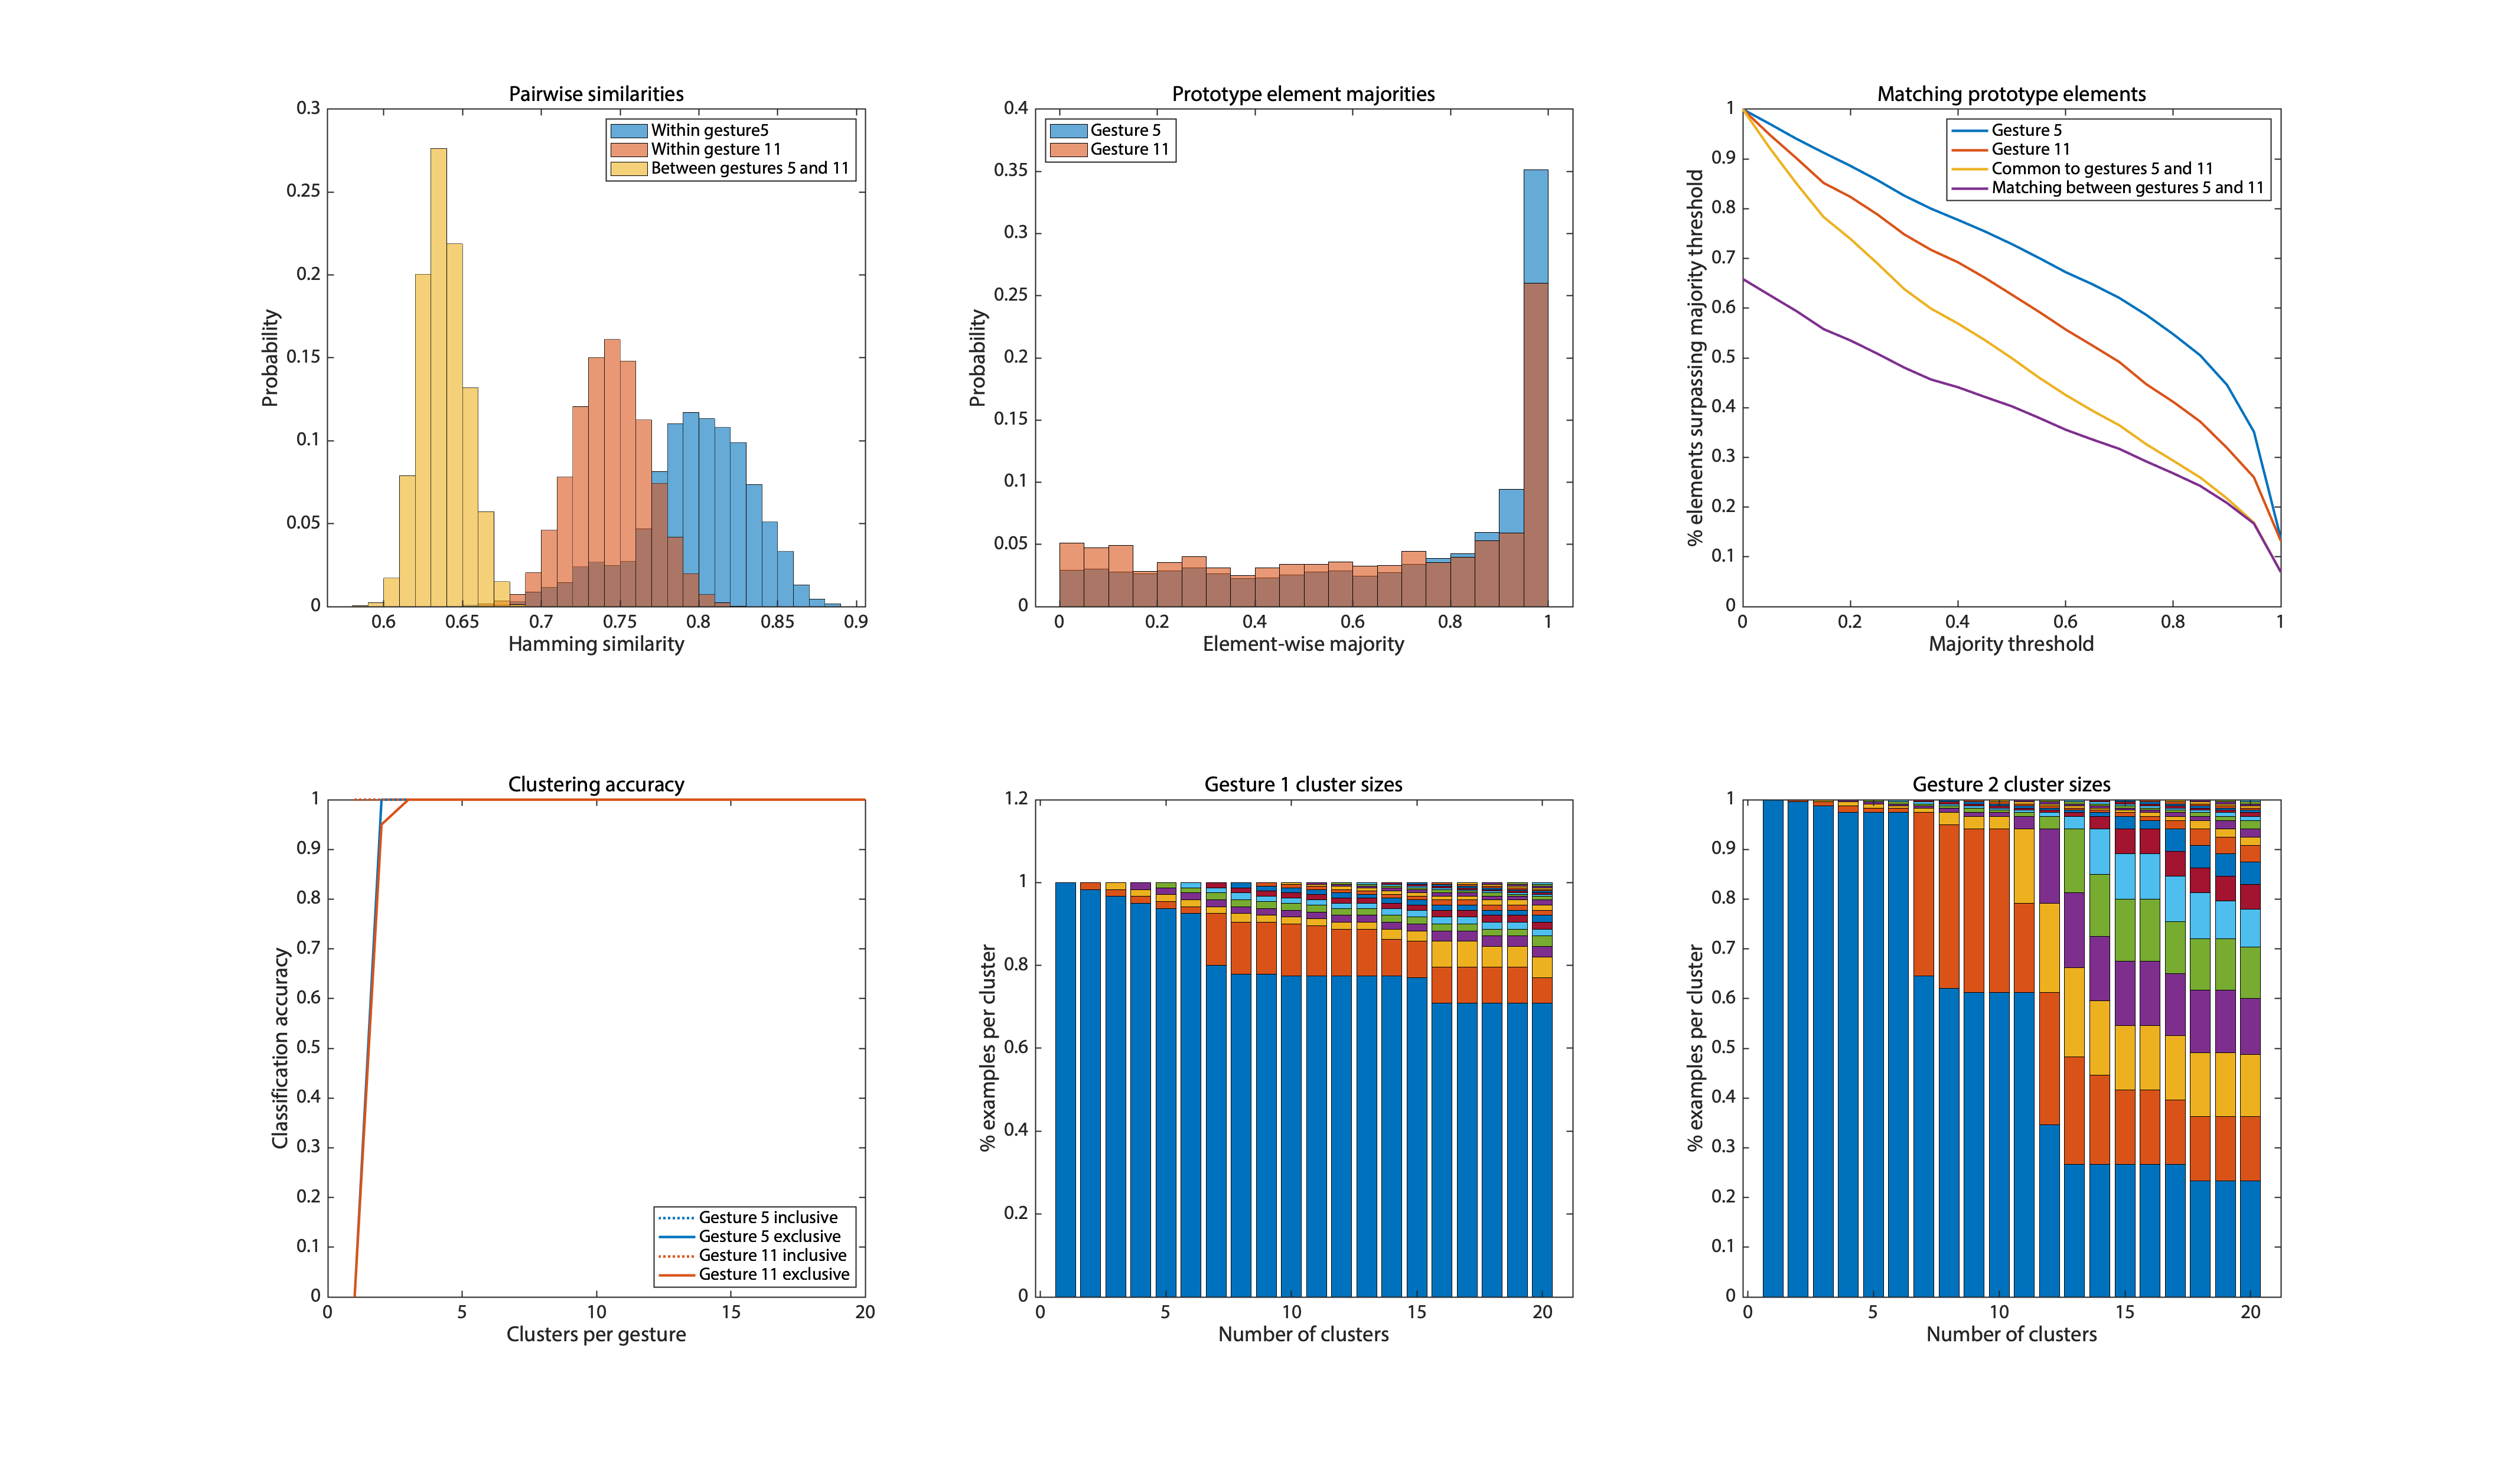 Pairwise similarities
0.3
0.25
0.2
0.15
0.1
0.05
0
Probability
Within gesture5
Within gesture 11
Between gestures 5 and 11
0.6 0.65 0.7 0.75 0.8 0.85 0.9
Hamming similarity
Prototype element majorities
0.4
0.35
0.3
0.25
0.2
0.15
0.1
0.05
0
Probability
Gesture 5
Gesture 11
0 0.2 0.4 0.6 0.8 1
Element-wise majority
Matching prototype elements
1
0.9
0.8
0.7
0.6
0.5
0.4
0.3
0.2
0.1
0
% elements surpassing majority threshold
Gesture 5
Gesture 11
Common to gestures 5 and 11
Matching between gestures 5 and 11
0 0.2 0.4 0.6 0.8 1
Majority threshold
Clustering accuracy
1
0.9
0.8
0.7
0.6
0.5
0.4
0.3
0.2
0.1
0
Classification accuracy
Gesture 5 inclusive
Gesture 5 exclusive
Gesture 11 inclusive
Gesture 11 exclusive
0 5 10 15 20
Clusters per gesture
Gesture 1 cluster sizes
1.2
1
0.8
0.6
0.4
0.2
0
% examples per cluster
0 5 10 15 20
Number of clusters
Gesture 2 cluster sizes
1
0.9
0.8
0.7
0.6
0.5
0.4
0.3
0.2
0.1
0
% examples per cluster
0 5 10 15 20
Number of clusters